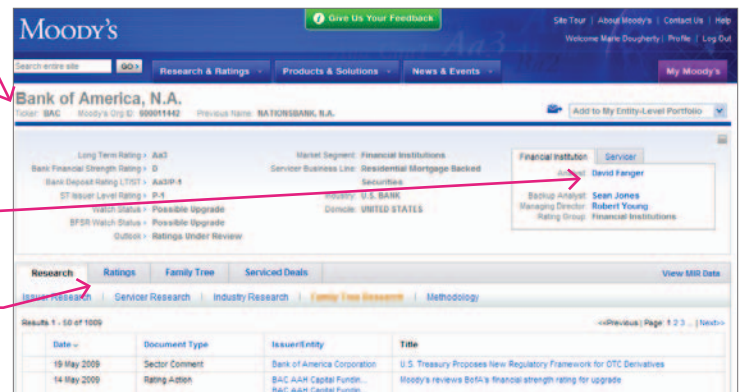 MOODY'S
Give Us Your Feedback
Site Tour | About Moody's | Contact Us | Help
Welcome Marie Dougherty | Profile | Log Out
Aa3
Search entire site GO> Research & Ratings Products & Solutions News & Events My Moody's
Bank of America, N.A.
Ticker: BAC Moody's Org ID: 600011442 Previous Name: NATIONSBANK, N.A.
Add to My Entity-Level Portfolio
Long Term Rating > Aa3
Bank Financial Strength Rating > D
Bank Deposit Rating LT/ST > Aa3/P-1
ST Issuer Level Rating > P-1
Watch Status > Possible Upgrade
BFSR Watch Status > Possible Upgrade
Outlook > Ratings Under Review
Market Segment: Financial Institutions
Servicer Business Line: Residential Mortgage Backed
Securities
Industry: U.S. BANK
Domicile: UNITED STATES
Financial Institution Servicer
Analyst: David Fanger
Backup Analyst: Sean Jones
Managing Director: Robert Young
Rating Group: Financial Institutions
Research Ratings Family Tree Serviced Deals View MIR Data
Issuer Research | Servicer Research | Industry Research | Family Tree Research | Methodology
Results 1 - 50 of 1009 <<Previous | Page: 1 2 3 ... | Next>>
Date Document Type Issuer/Entity Title
19 May 2009 Sector Comment Bank of America Corporation U.S. Treasury Proposes New Regulatory Framework for OTC Derivatives
14 May 2009 Rating Action BAC AAH Capital Fundin... Moody's reviews BofA's financial strength rating for upgrade
BAC AAH Capital Fundin...